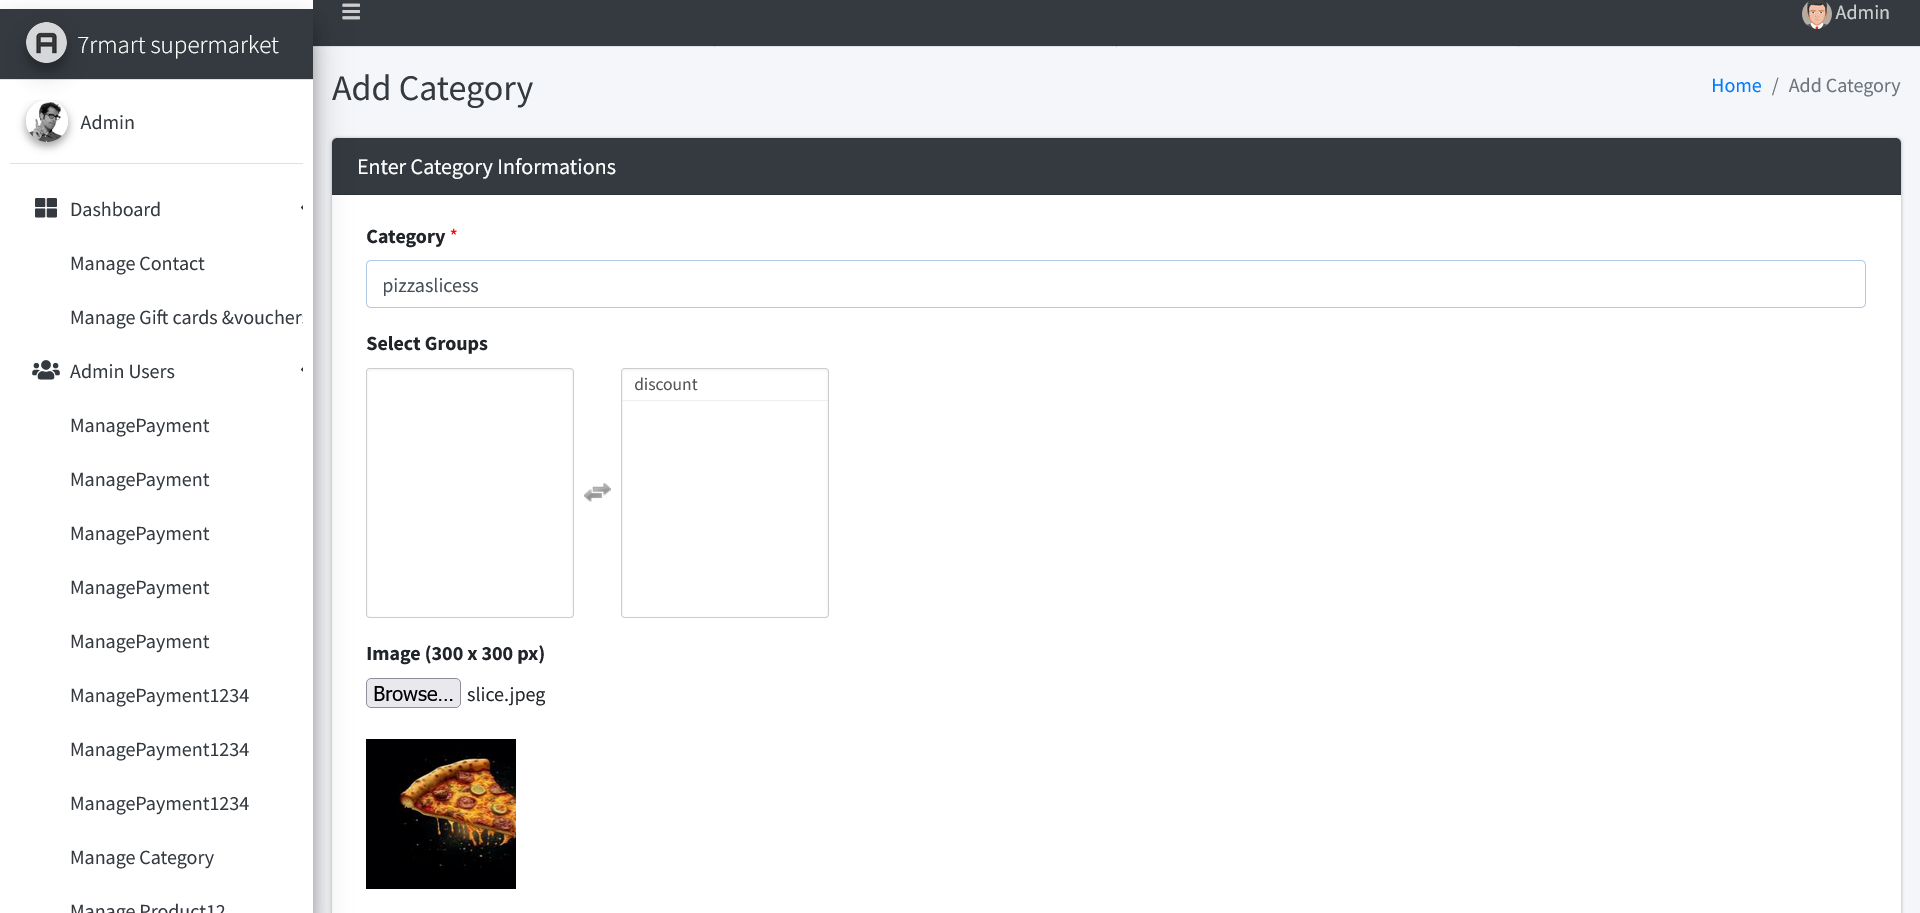 7rmart supermarket
Admin
Admin
Dashboard
Manage Contact
Manage Gift cards &voucher
Admin Users
ManagePayment
ManagePayment
ManagePayment
ManagePayment
ManagePayment
ManagePayment1234
ManagePayment1234
ManagePayment1234
Manage Category
Manage Product12
Add Category
Home / Add Category
Enter Category Informations
Category *
pizzaslicess
Select Groups
discount
Image (300 x 300 px)
Browse... slice.jpeg